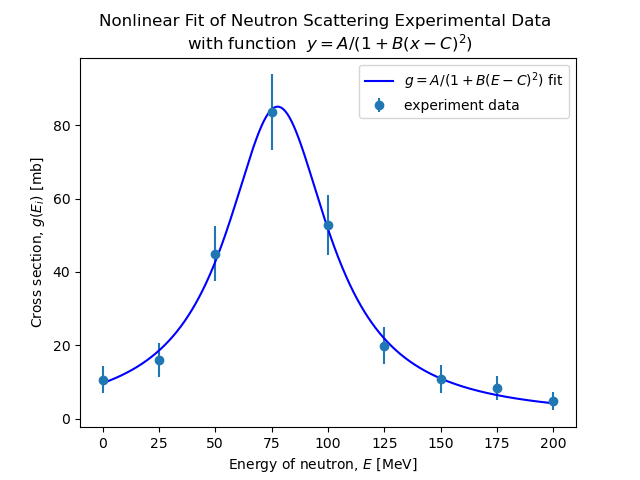 Nonlinear Fit of Neutron Scattering Experimental Data
with function y = A/(1 + B(x − C)²)
g = A/(1 + B(E − C)²) fit
experiment data
Cross section, g(Eᵢ) [mb]
80
60
40
20
0
0 25 50 75 100 125 150 175 200
Energy of neutron, E [MeV]